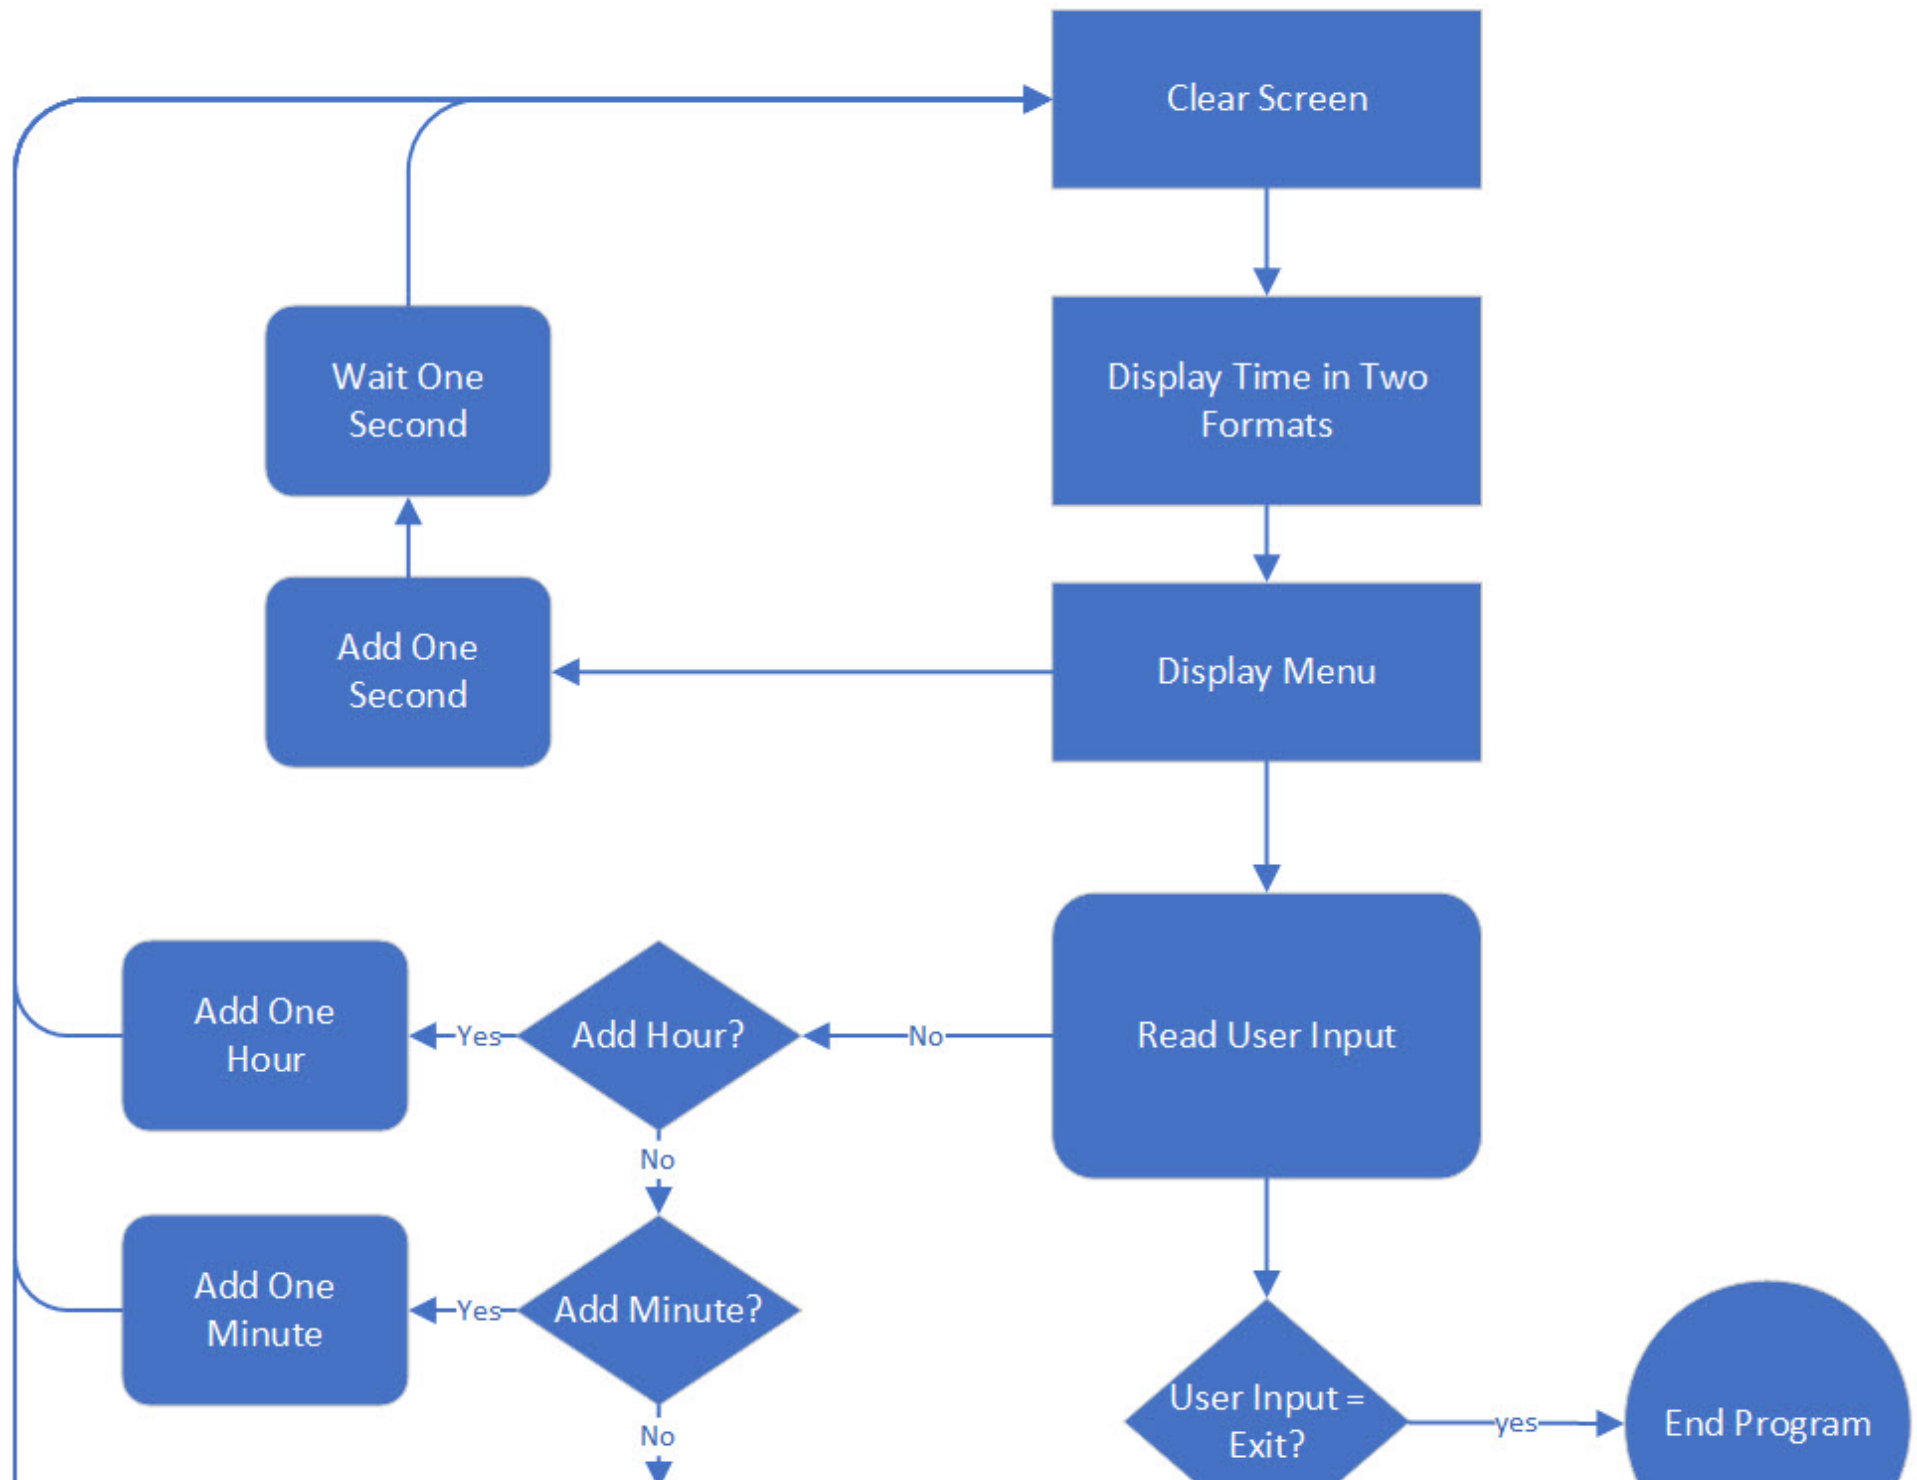 Clear Screen
Wait One
Second
Display Time in Two
Formats
Add One
Second
Display Menu
Add One
Hour
Yes
Add Hour?
No
Read User Input
No
Add One
Minute
Yes
Add Minute?
No
User Input =
Exit?
yes
End Program